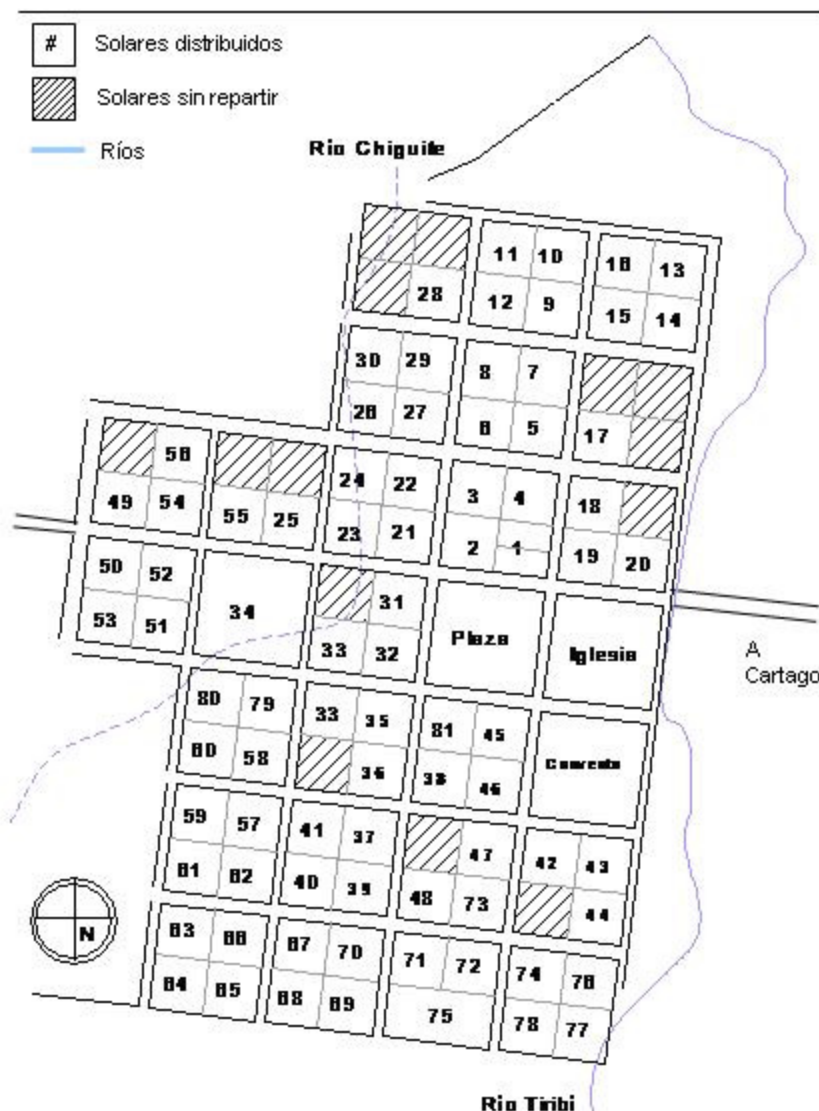 # Solares distribuidos
Solares sin repartir
Ríos
Rio Chiguite
11 10 16 13
28 12 9 15 14
30 29 8 7
26 27 6 5 17
56 24 22 3 4 18
49 54 55 25 23 21 2 1 19 20
50 52 34 31 Plaza Iglesia
53 51 33 32
A
Cartago
80 79 33 35 81 45
60 58 36 38 46 Convento
59 57 41 37 47 42 43
61 62 40 39 48 73 44
N
63 66 67 70 71 72 74 76
64 65 68 69 75 78 77
Rio Tiribi